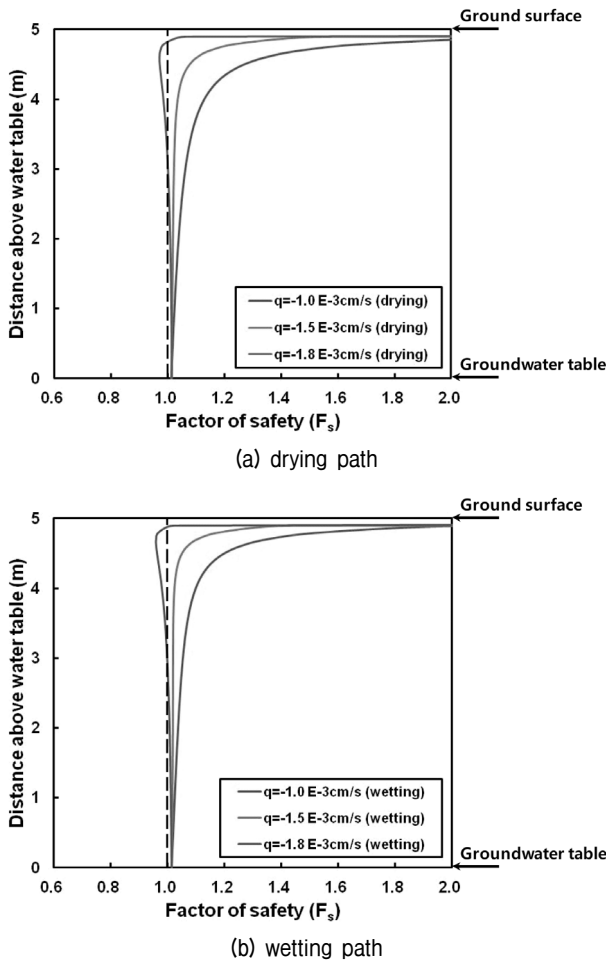 Ground surface
5
4
3
2
1
0
Distance above water table (m)
q=-1.0 E-3cm/s (drying)
q=-1.5 E-3cm/s (drying)
q=-1.8 E-3cm/s (drying)
Groundwater table
0.6 0.8 1.0 1.2 1.4 1.6 1.8 2.0
Factor of safety (Fs)
(a) drying path
Ground surface
5
4
3
2
1
0
Distance above water table (m)
q=-1.0 E-3cm/s (wetting)
q=-1.5 E-3cm/s (wetting)
q=-1.8 E-3cm/s (wetting)
Groundwater table
0.6 0.8 1.0 1.2 1.4 1.6 1.8 2.0
Factor of safety (Fs)
(b) wetting path